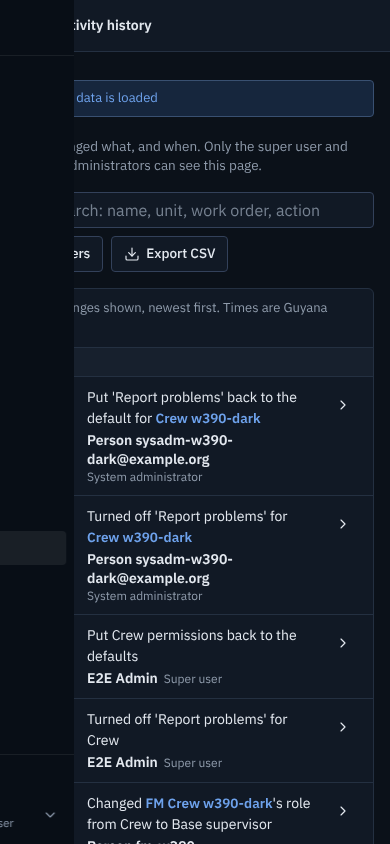 tivity history
data is loaded
nged what, and when. Only the super user and
dministrators can see this page.
arch: name, unit, work order, action
ers
Export CSV
nges shown, newest first. Times are Guyana
Put 'Report problems' back to the
default for Crew w390-dark
Person sysadm-w390-
dark@example.org
System administrator
Turned off 'Report problems' for
Crew w390-dark
Person sysadm-w390-
dark@example.org
System administrator
Put Crew permissions back to the
defaults
E2E Admin Super user
Turned off 'Report problems' for
Crew
E2E Admin Super user
Changed FM Crew w390-dark's role
from Crew to Base supervisor
ser